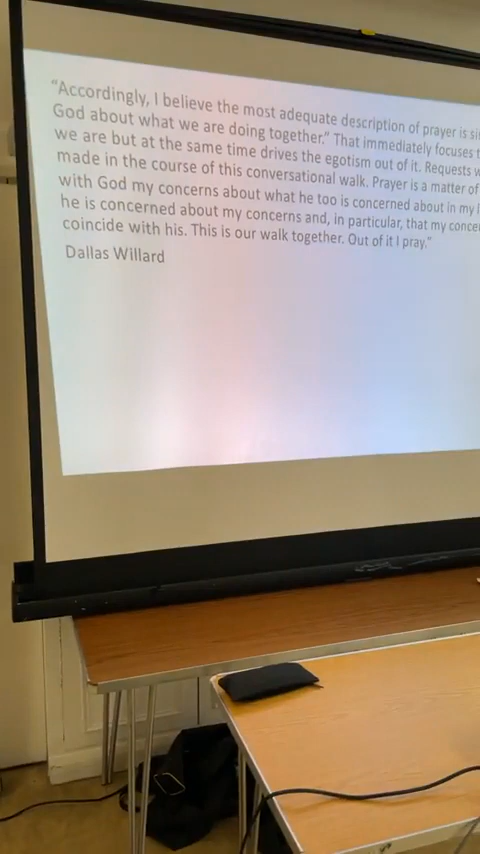 “Accordingly, I believe the most adequate description of prayer is
God about what we are doing together.” That immediately focuses
we are but at the same time drives the egotism out of it. Requests
made in the course of this conversational walk. Prayer is a matter of
with God my concerns about what he too is concerned about in my
he is concerned about my concerns and, in particular, that my
coincide with his. This is our walk together. Out of it I pray.”
Dallas Willard